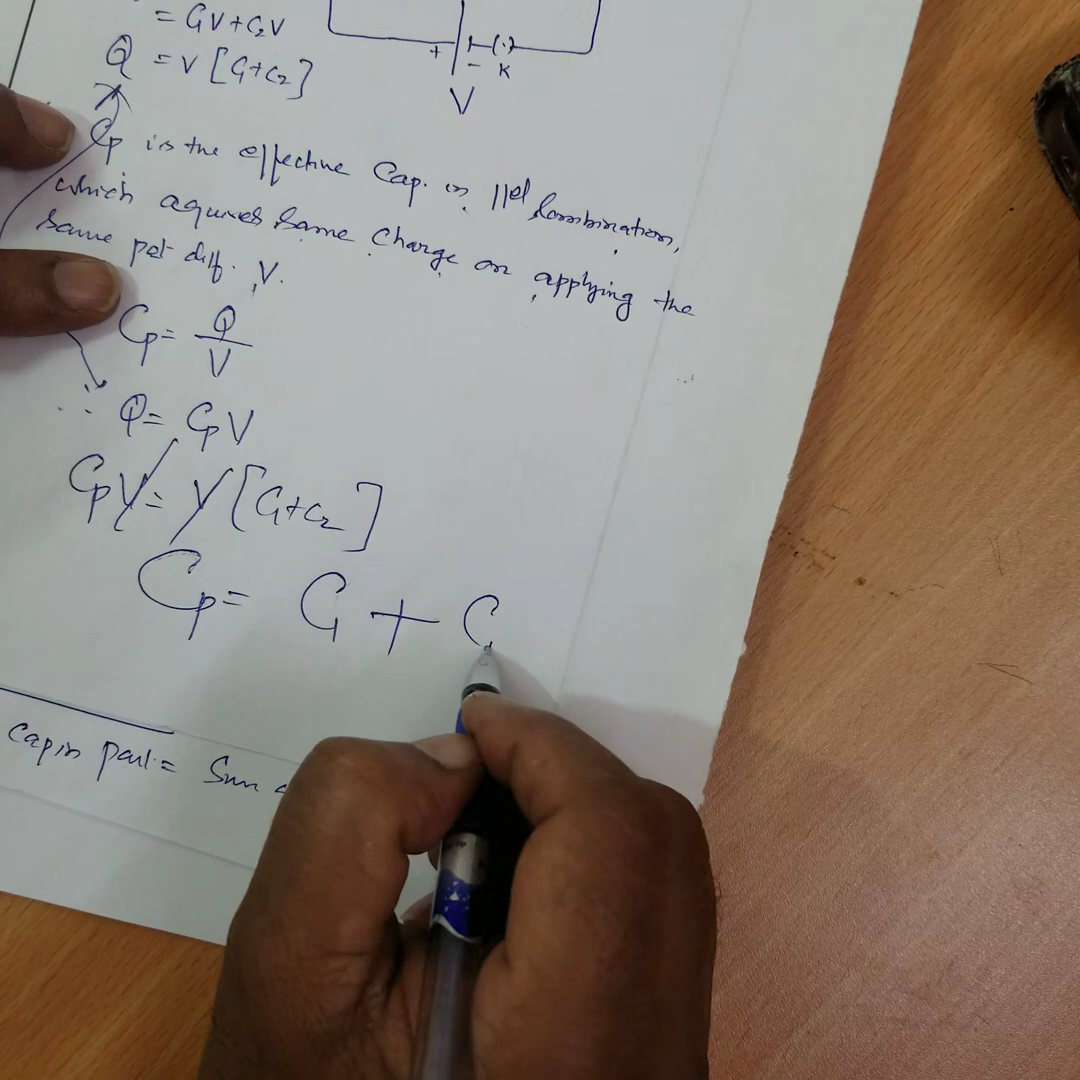 = C₁V+C₂V
+ - K
Q = V [C₁+C₂]
V
Cp is the effective Cap. in ||el Combination,
which aquires same charge on applying the
same pot diff. V.
Cp = Q/V
∴ Q = CpV
CpV = V[C₁+C₂]
Cp = C₁ + C
Cap in parl = Sum